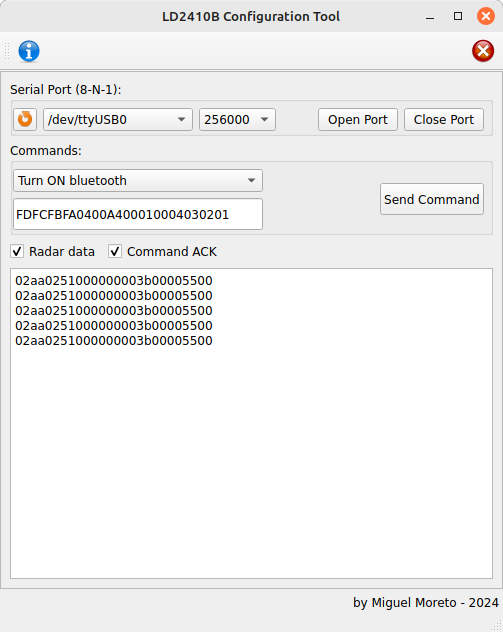 LD2410B Configuration Tool
Serial Port (8-N-1):
/dev/ttyUSB0 256000 Open Port Close Port
Commands:
Turn ON bluetooth
Send Command
FDFCFBFA0400A400010004030201
Radar data Command ACK
02aa0251000000003b00005500
02aa0251000000003b00005500
02aa0251000000003b00005500
02aa0251000000003b00005500
02aa0251000000003b00005500
by Miguel Moreto - 2024